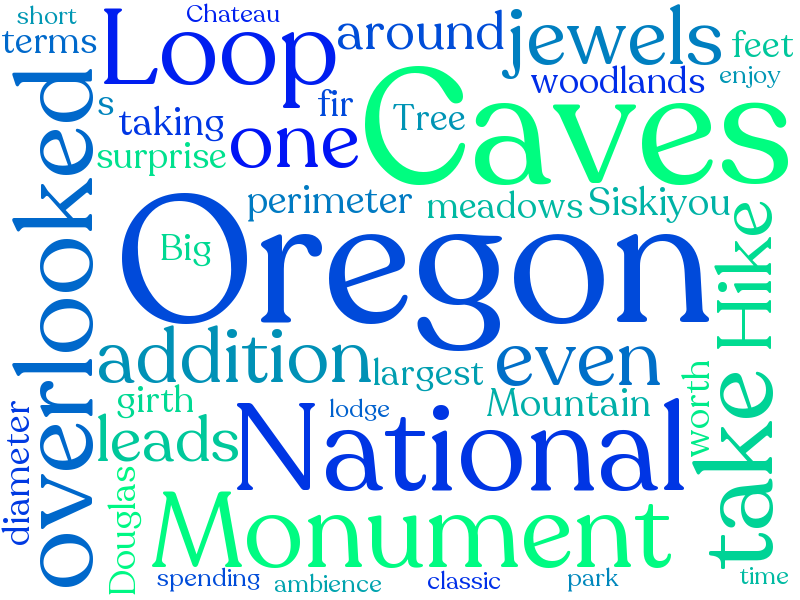 short
Chateau
terms
Loop
around
jewels
feet
woodlands
enjoy
s
taking
fir
Tree
Caves
surprise
one
overlooked
perimeter
meadows
Siskiyou
Oregon
Big
Hike
addition
largest
even
worth
girth
lodge
Mountain
take
diameter
leads
National
Douglas
Monument
spending
ambience
classic
park
time